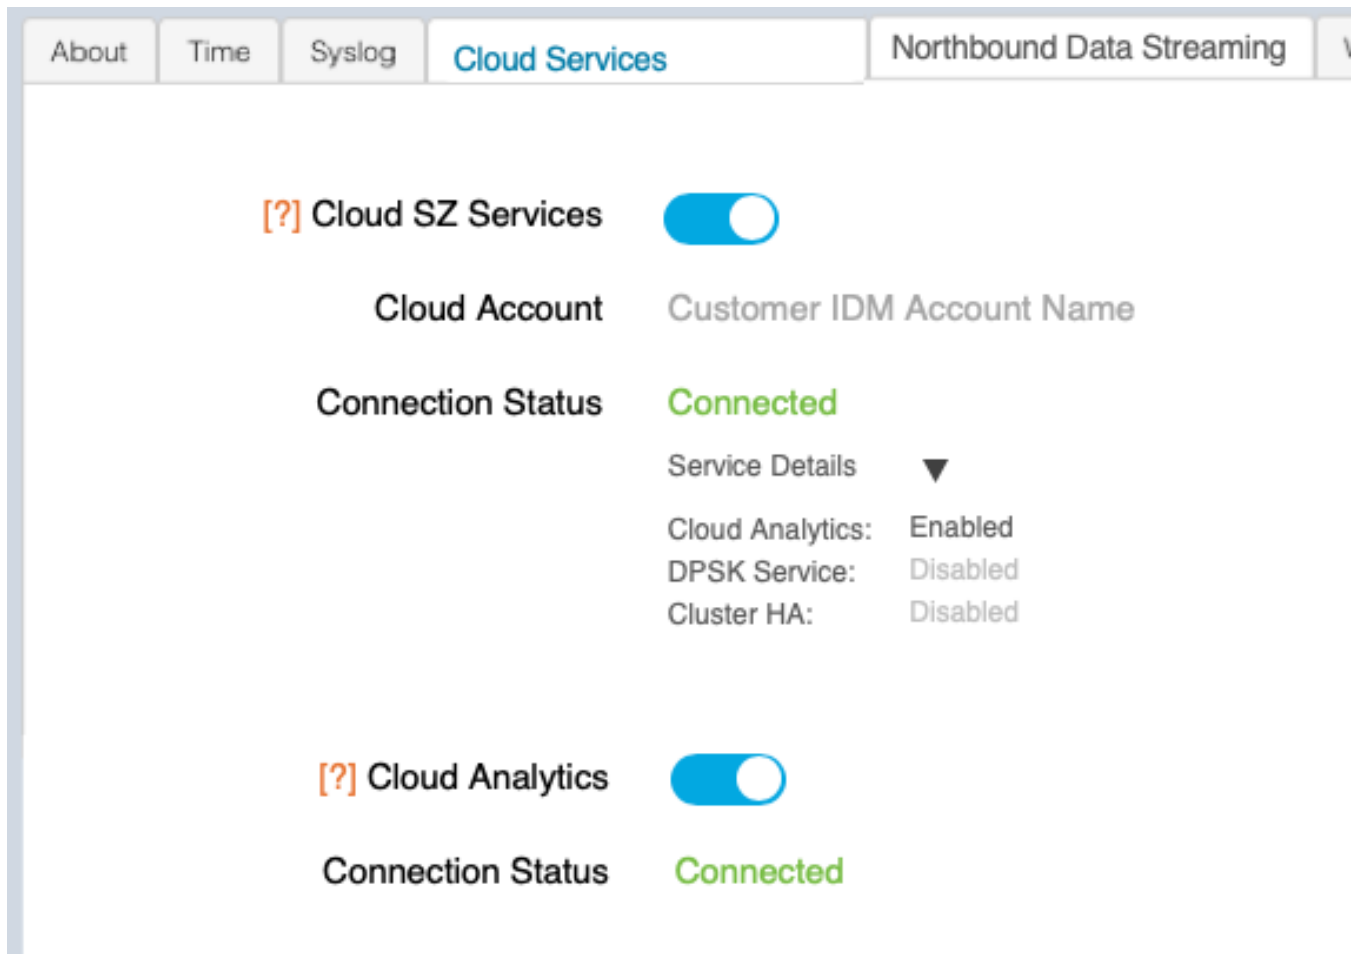 About Time Syslog Cloud Services Northbound Data Streaming
[?] Cloud SZ Services
Cloud Account Customer IDM Account Name
Connection Status Connected
Service Details
Cloud Analytics: Enabled
DPSK Service: Disabled
Cluster HA: Disabled
[?] Cloud Analytics
Connection Status Connected